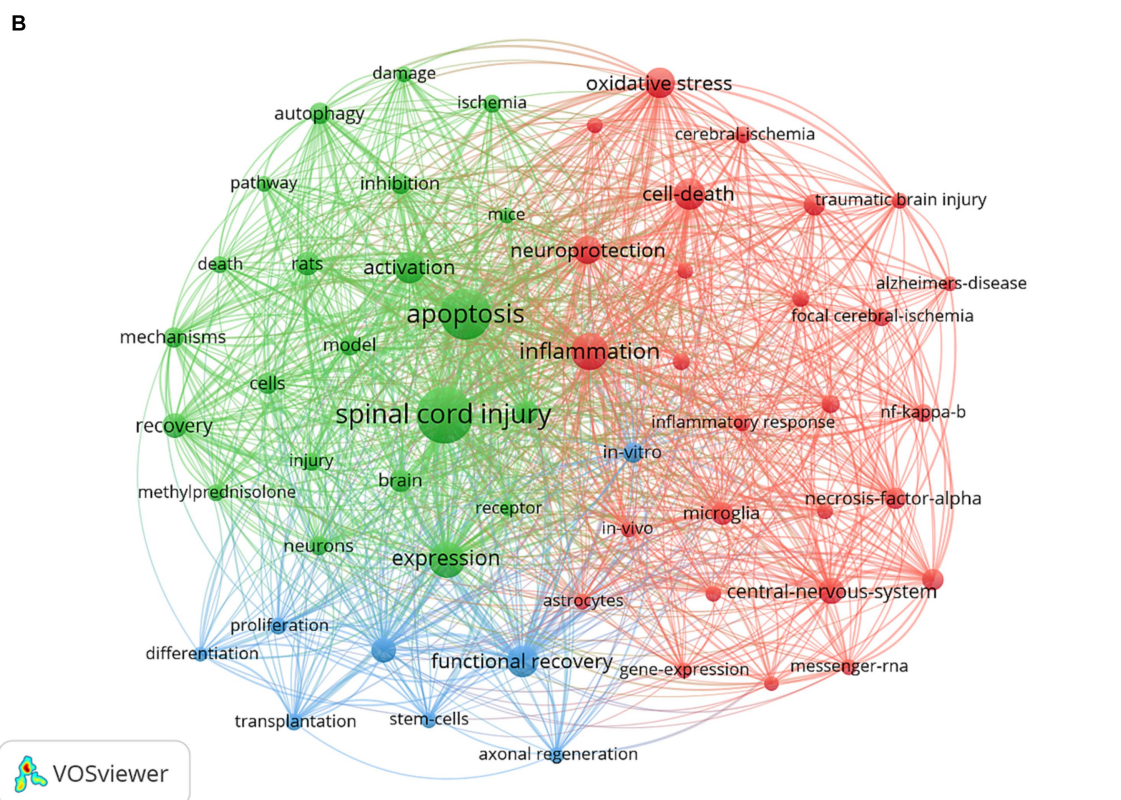 B
damage
oxidative stress
ischemia
autophagy
cerebral-ischemia
pathway
inhibition
cell-death
traumatic brain injury
mice
neuroprotection
death
rats
activation
alzheimers-disease
apoptosis
focal cerebral-ischemia
mechanisms
model
inflammation
cells
spinal cord injury
nf-kappa-b
recovery
inflammatory response
in-vitro
injury
brain
methylprednisolone
necrosis-factor-alpha
receptor
microglia
in-vivo
neurons
expression
central-nervous-system
astrocytes
proliferation
differentiation
functional recovery
gene-expression
messenger-rna
transplantation
stem-cells
axonal regeneration
VOSviewer